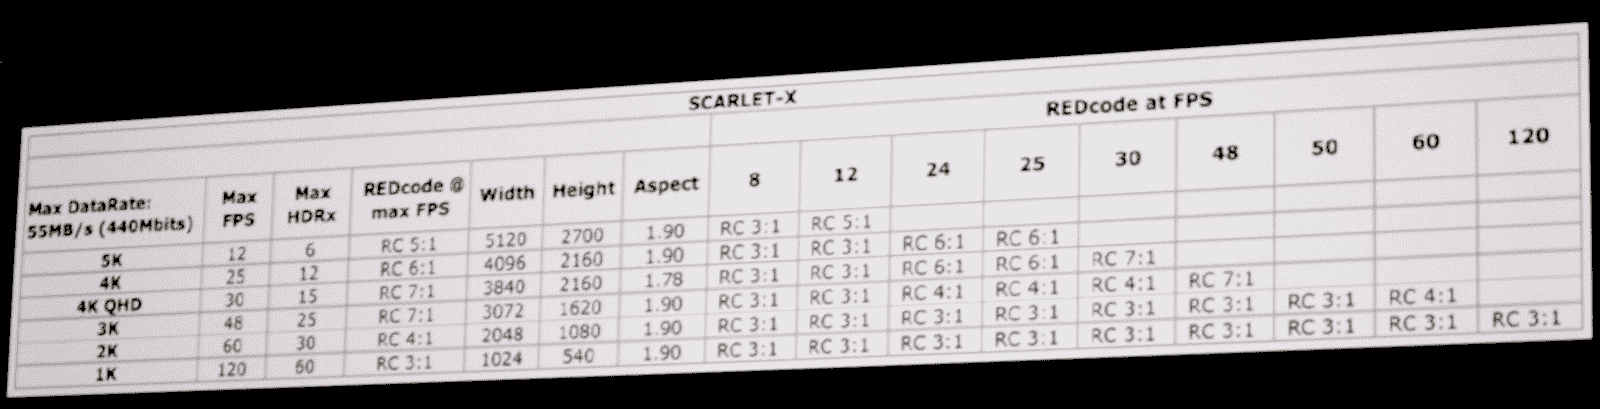 SCARLET-X
REDcode at FPS
Max DataRate: 55MB/s (440Mbits) Max FPS Max HDRx REDcode @ max FPS Width Height Aspect 8 12 24 25 30 48 50 60 120
5K 12 6 RC 5:1 5120 2700 1.90 RC 3:1 RC 5:1
4K 25 12 RC 6:1 4096 2160 1.90 RC 3:1 RC 3:1 RC 6:1 RC 6:1
4K QHD 30 15 RC 7:1 3840 2160 1.78 RC 3:1 RC 3:1 RC 6:1 RC 6:1 RC 7:1
3K 48 25 RC 7:1 3072 1620 1.90 RC 3:1 RC 3:1 RC 4:1 RC 4:1 RC 4:1 RC 7:1
2K 60 30 RC 4:1 2048 1080 1.90 RC 3:1 RC 3:1 RC 3:1 RC 3:1 RC 3:1 RC 3:1 RC 3:1 RC 4:1
1K 120 60 RC 3:1 1024 540 1.90 RC 3:1 RC 3:1 RC 3:1 RC 3:1 RC 3:1 RC 3:1 RC 3:1 RC 3:1 RC 3:1